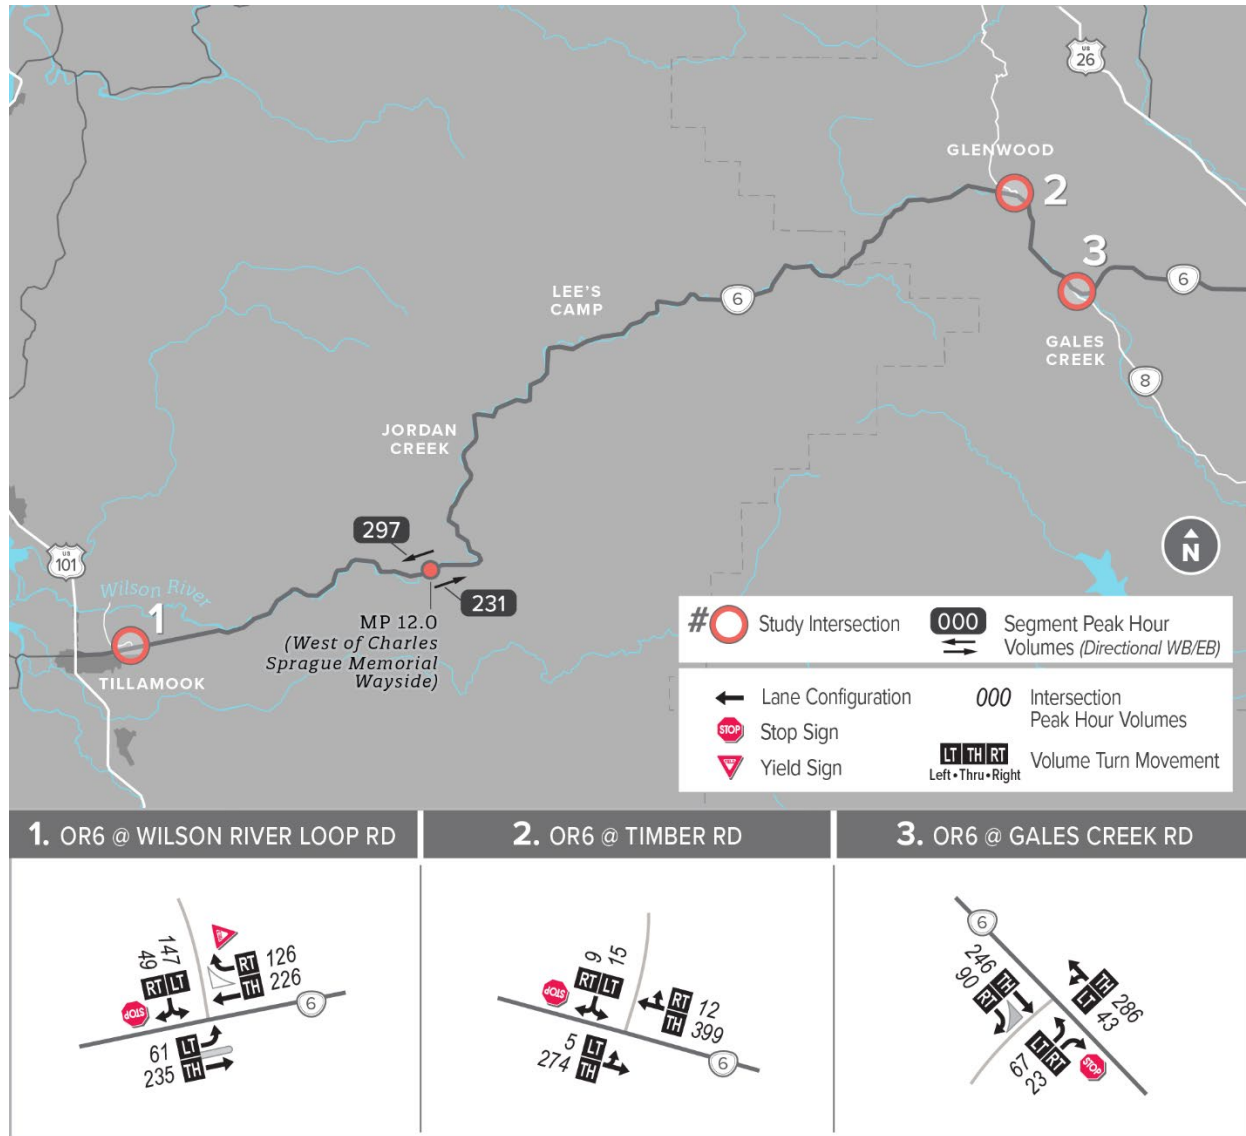 US
26
GLENWOOD
2
3
6
LEE'S
CAMP
6
GALES
CREEK
8
JORDAN
CREEK
297
US
101
231
N
Wilson River
1
MP 12.0
(West of Charles
Sprague Memorial
Wayside)
TILLAMOOK
# Study Intersection
000 Segment Peak Hour
Volumes (Directional WB/EB)
Lane Configuration
000 Intersection
Peak Hour Volumes
STOP Stop Sign
LT TH RT Volume Turn Movement
Left • Thru • Right
Yield Sign
1. OR6 @ WILSON RIVER LOOP RD
147
49
RT LT
STOP
RT 126
TH 226
6
61 LT
235 TH
2. OR6 @ TIMBER RD
9 15
RT LT
STOP
RT 12
TH 399
5 LT
274 TH
6
3. OR6 @ GALES CREEK RD
6
246 TH
90 RT
TH 286
LT 43
LT RT
67
23
STOP